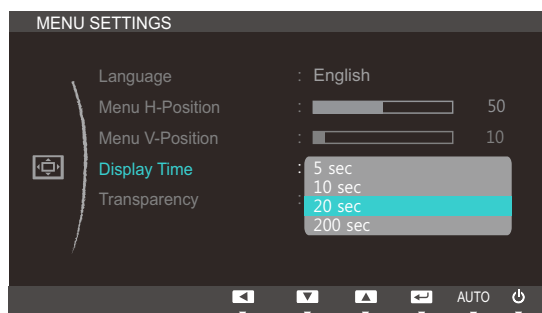 MENU SETTINGS
Language : English
Menu H-Position : 50
Menu V-Position : 10
Display Time : 5 sec
10 sec
Transparency : 20 sec
200 sec
AUTO